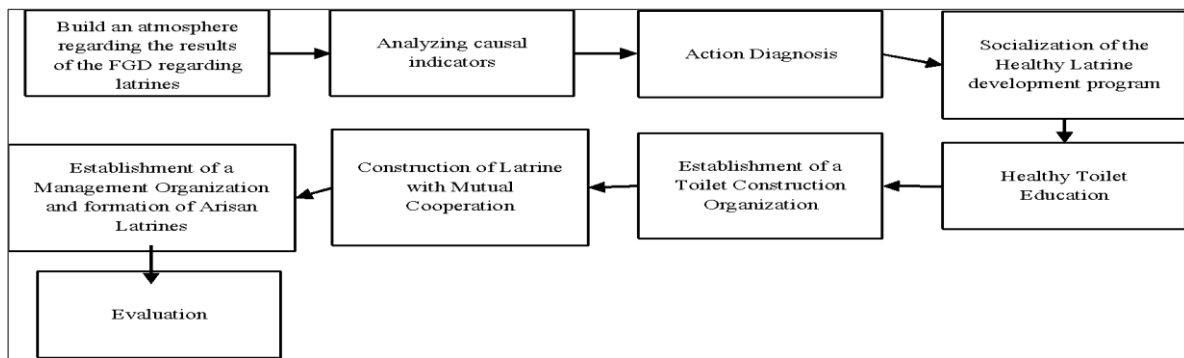 Build an atmosphere
regarding the results
of the FGD regarding
latrines
Analyzing causal
indicators
Action Diagnosis
Socialization of the
Healthy Latrine
development program
Healthy Toilet
Education
Establishment of a
Toilet Construction
Organization
Construction of Latrine
with Mutual
Cooperation
Establishment of a
Management Organization
and formation of Arisan
Latrines
Evaluation